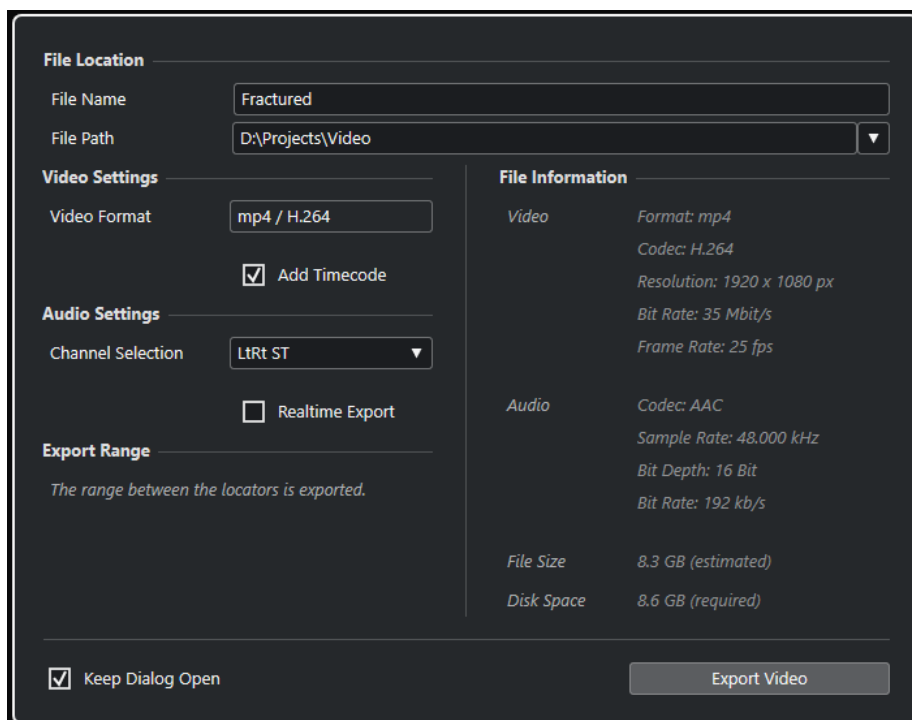 File Location
File Name Fractured
File Path D:\Projects\Video
Video Settings
Video Format mp4 / H.264
Add Timecode
Audio Settings
Channel Selection LtRt ST
Realtime Export
Export Range
The range between the locators is exported.
File Information
Video Format: mp4
Codec: H.264
Resolution: 1920 x 1080 px
Bit Rate: 35 Mbit/s
Frame Rate: 25 fps
Audio Codec: AAC
Sample Rate: 48.000 kHz
Bit Depth: 16 Bit
Bit Rate: 192 kb/s
File Size 8.3 GB (estimated)
Disk Space 8.6 GB (required)
Keep Dialog Open
Export Video